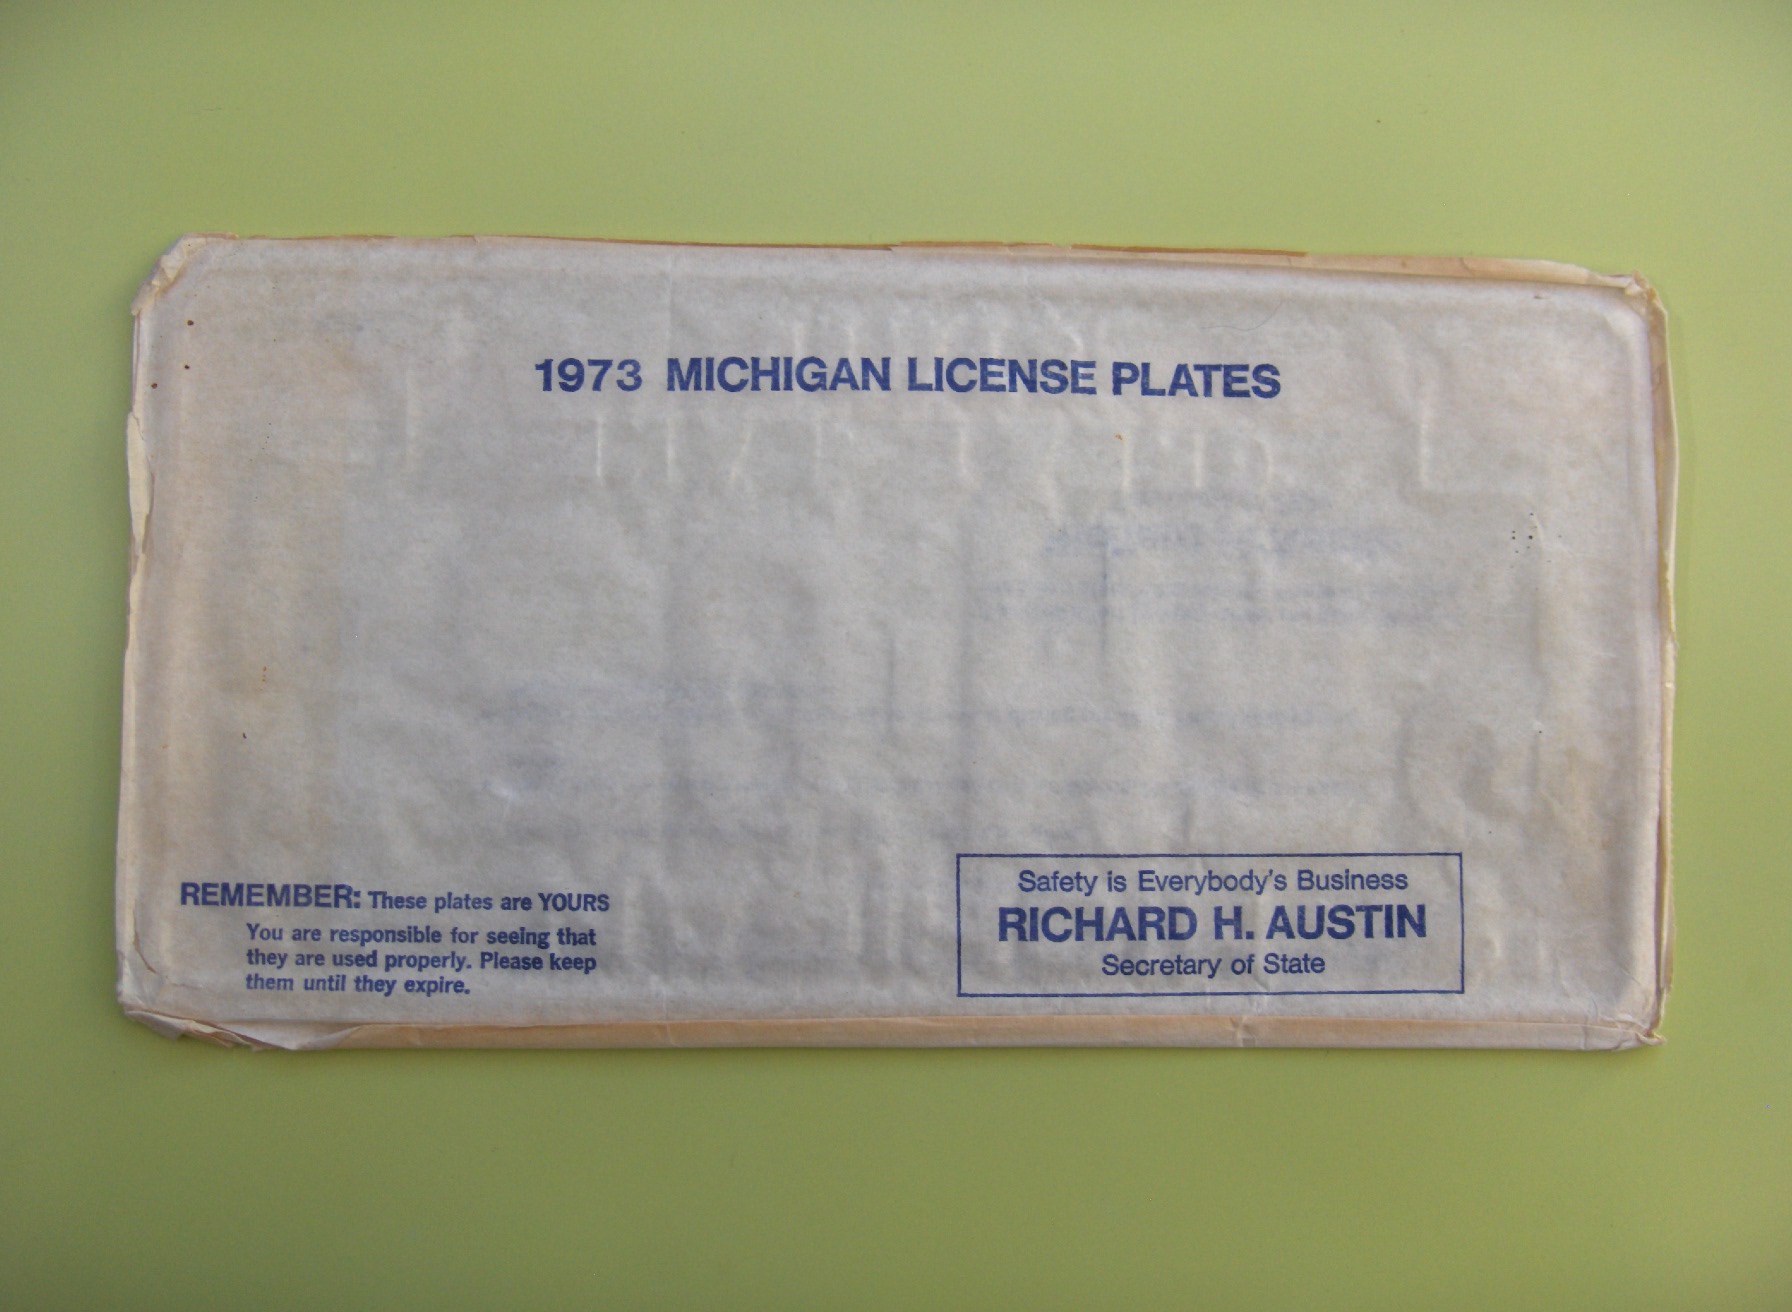 1973 MICHIGAN LICENSE PLATES
REMEMBER: These plates are YOURS
You are responsible for seeing that
they are used properly. Please keep
them until they expire.
Safety is Everybody's Business
RICHARD H. AUSTIN
Secretary of State